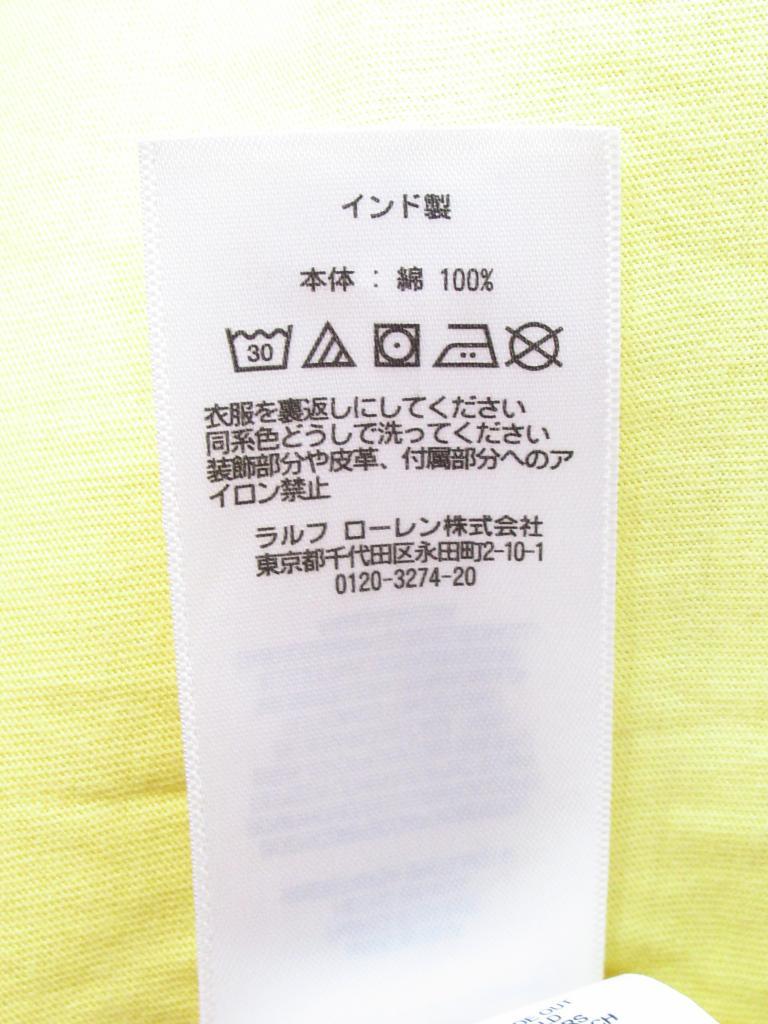 インド製
本体 : 綿 100%
30
衣服を裏返しにしてください
同系色どうしで洗ってください
装飾部分や皮革、付属部分へのア
イロン禁止
ラルフ ローレン株式会社
東京都千代田区永田町2-10-1
0120-3274-20
OUT
LD
RS
CH